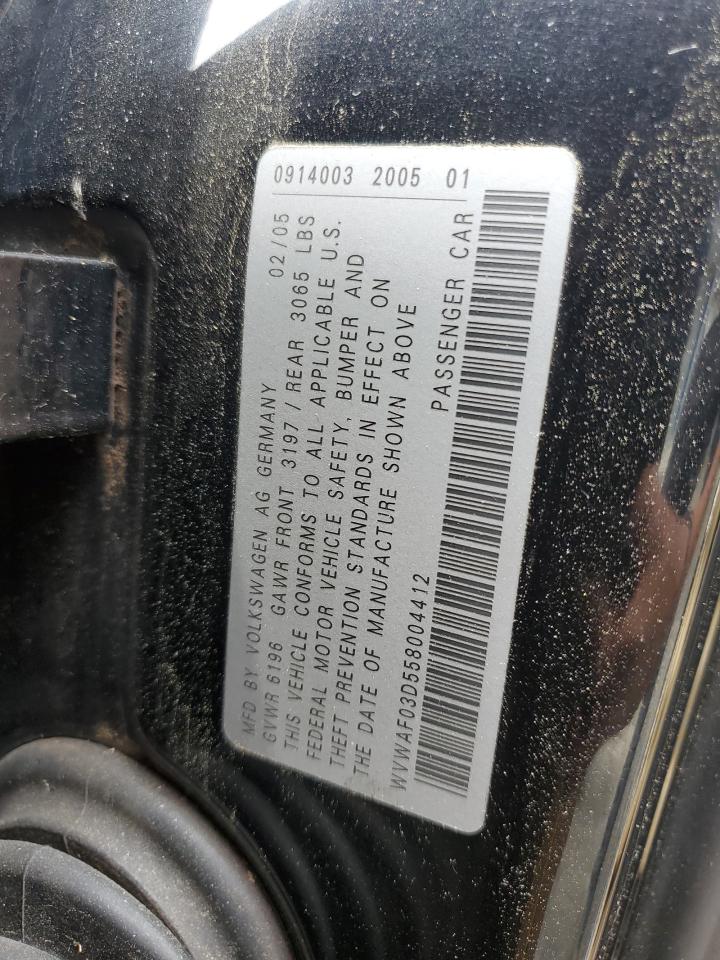 0914003 2005 01
MFD BY VOLKSWAGEN AG GERMANY 02/05
GVWR 6196 GAWR FRONT 3197 / REAR 3065 LBS
THIS VEHICLE CONFORMS TO ALL APPLICABLE U.S.
FEDERAL MOTOR VEHICLE SAFETY, BUMPER AND
THEFT PREVENTION STANDARDS IN EFFECT ON
THE DATE OF MANUFACTURE SHOWN ABOVE
WVWAF03D558004412 PASSENGER CAR